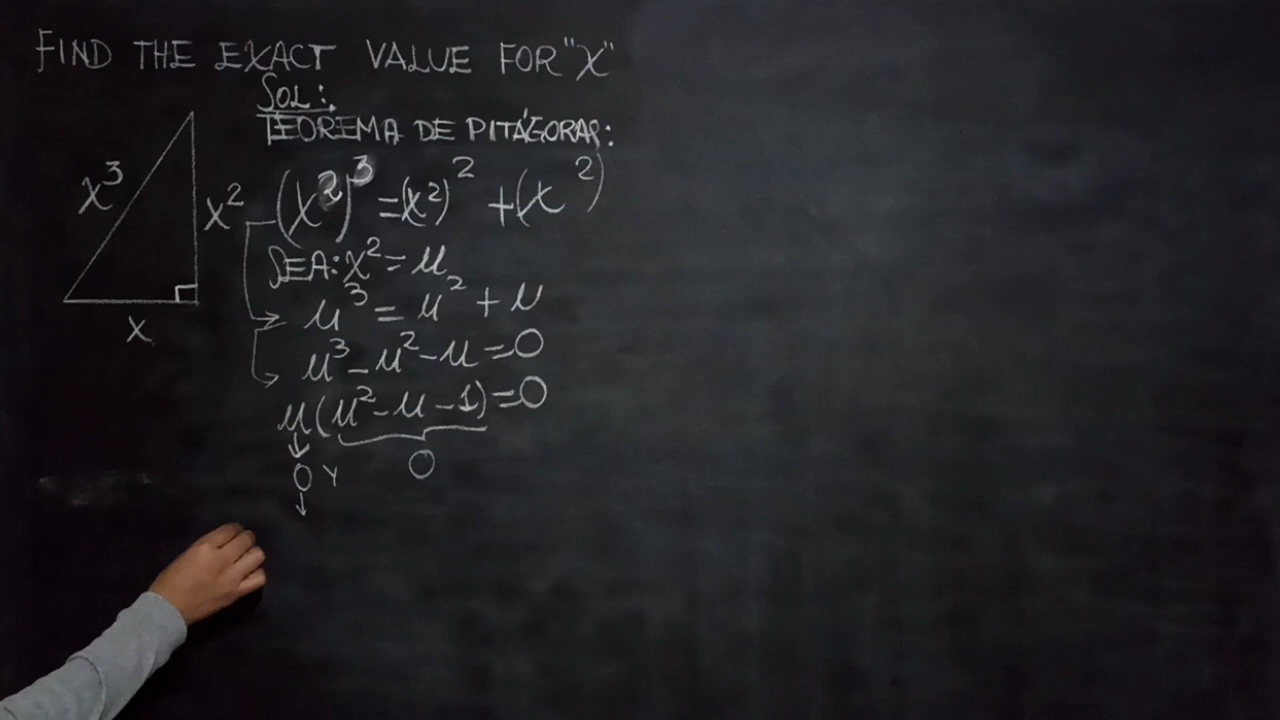 FIND THE EXACT VALUE FOR "X"
SOL:
TEOREMA DE PITÁGORAS:
x³
x²
x
(x²)³ = (x²)² + (x²)
SEA: x² = u
u³ = u² + u
u³ - u² - u = 0
u(u² - u - 1) = 0
0 Y 0